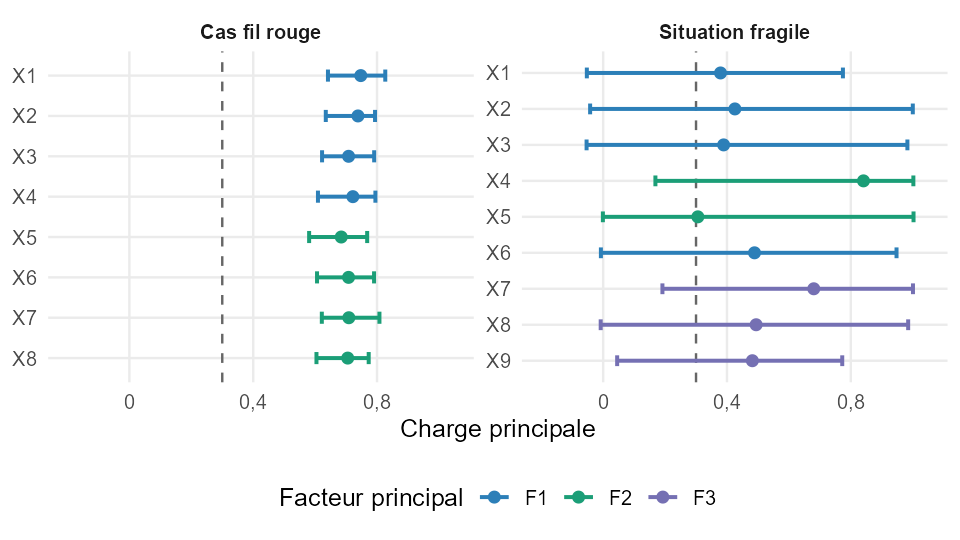 Cas fil rouge
X1
X2
X3
X4
X5
X6
X7
X8
0 0,4 0,8
Situation fragile
X1
X2
X3
X4
X5
X6
X7
X8
X9
0 0,4 0,8
Charge principale
Facteur principal F1 F2 F3